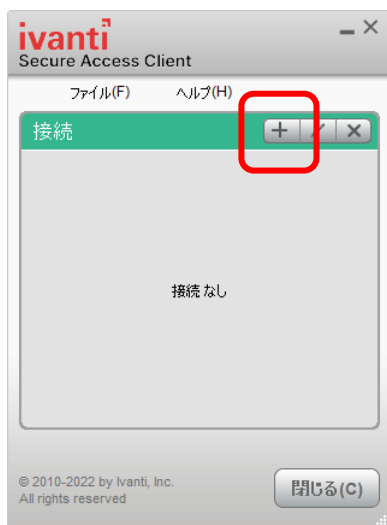 ivanti
Secure Access Client
ファイル(F) ヘルプ(H)
接続
接続なし
© 2010-2022 by Ivanti, Inc.
All rights reserved
閉じる(C)